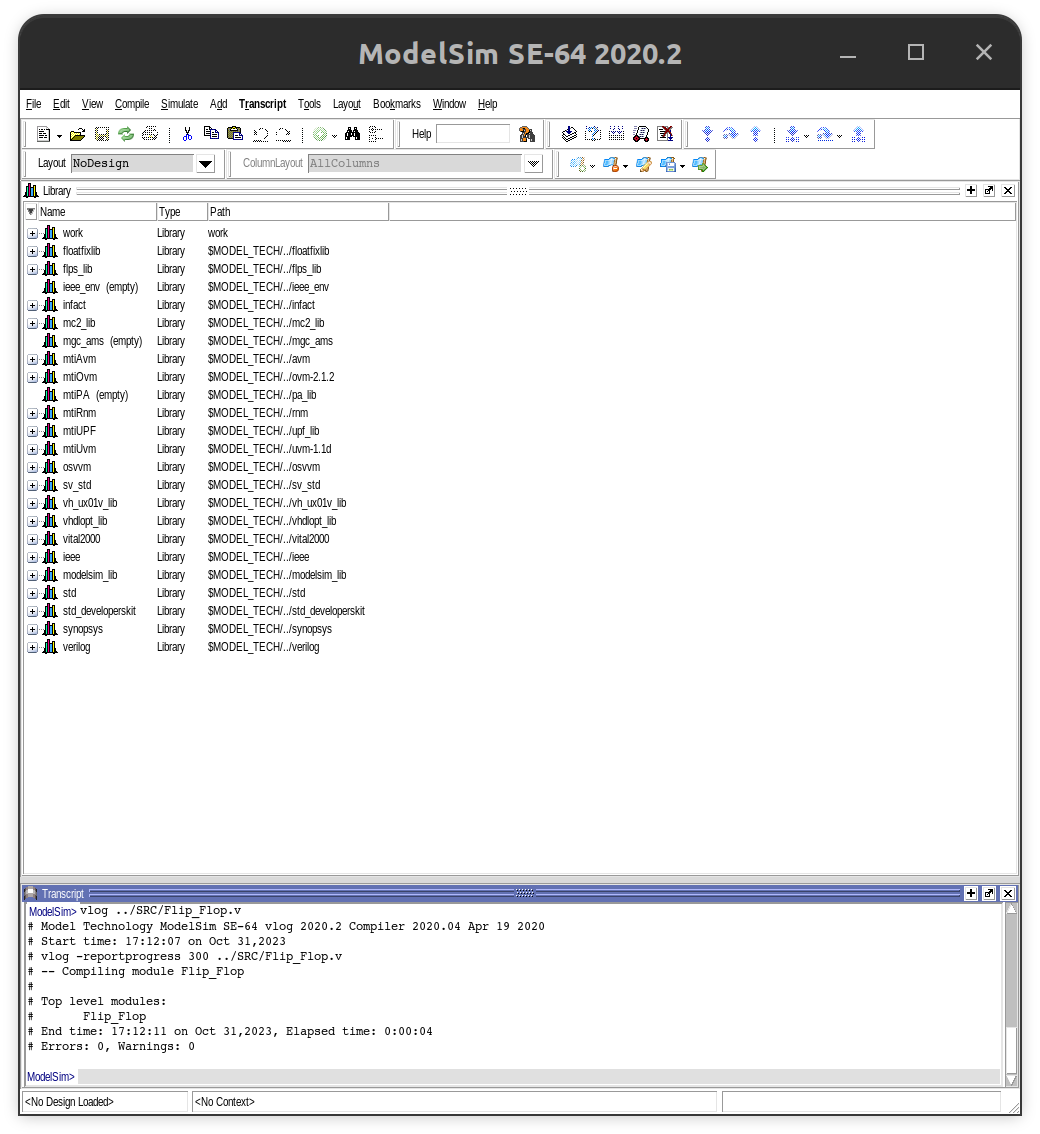 ModelSim SE-64 2020.2
File Edit View Compile Simulate Add Transcript Tools Layout Bookmarks Window Help
Help
Layout NoDesign ColumnLayout AllColumns
Library
Name Type Path
work Library work
floatfixlib Library $MODEL_TECH/../floatfixlib
flps_lib Library $MODEL_TECH/../flps_lib
ieee_env (empty) Library $MODEL_TECH/../ieee_env
infact Library $MODEL_TECH/../infact
mc2_lib Library $MODEL_TECH/../mc2_lib
mgc_ams (empty) Library $MODEL_TECH/../mgc_ams
mtiAvm Library $MODEL_TECH/../avm
mtiOvm Library $MODEL_TECH/../ovm-2.1.2
mtiPA (empty) Library $MODEL_TECH/../pa_lib
mtiRnm Library $MODEL_TECH/../rnm
mtiUPF Library $MODEL_TECH/../upf_lib
mtiUvm Library $MODEL_TECH/../uvm-1.1d
osvvm Library $MODEL_TECH/../osvvm
sv_std Library $MODEL_TECH/../sv_std
vh_ux01v_lib Library $MODEL_TECH/../vh_ux01v_lib
vhdlopt_lib Library $MODEL_TECH/../vhdlopt_lib
vital2000 Library $MODEL_TECH/../vital2000
ieee Library $MODEL_TECH/../ieee
modelsim_lib Library $MODEL_TECH/../modelsim_lib
std Library $MODEL_TECH/../std
std_developerskit Library $MODEL_TECH/../std_developerskit
synopsys Library $MODEL_TECH/../synopsys
verilog Library $MODEL_TECH/../verilog
Transcript
ModelSim> vlog ../SRC/Flip_Flop.v
# Model Technology ModelSim SE-64 vlog 2020.2 Compiler 2020.04 Apr 19 2020
# Start time: 17:12:07 on Oct 31,2023
# vlog -reportprogress 300 ../SRC/Flip_Flop.v
# -- Compiling module Flip_Flop
#
# Top level modules:
# Flip_Flop
# End time: 17:12:11 on Oct 31,2023, Elapsed time: 0:00:04
# Errors: 0, Warnings: 0
ModelSim>
<No Design Loaded> <No Context>